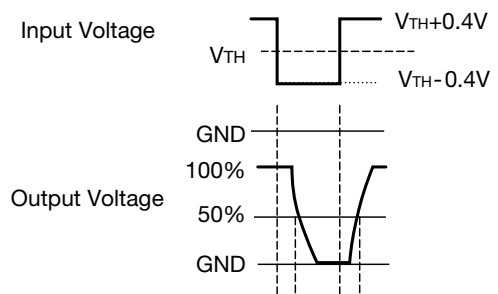 Input Voltage
VTH+0.4V
VTH
VTH-0.4V
GND
100%
Output Voltage
50%
GND